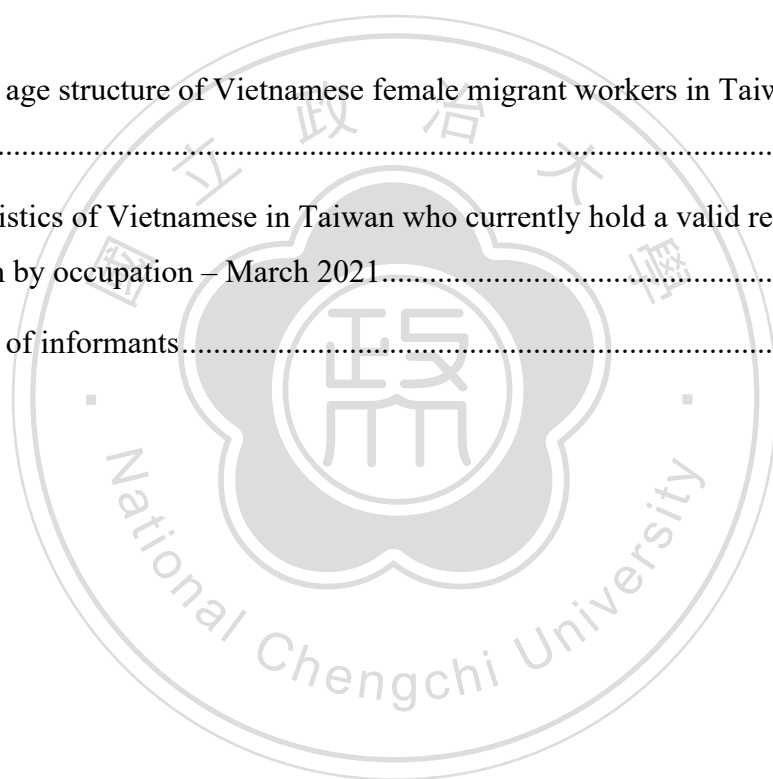 age structure of Vietnamese female migrant workers in Taiw
................................................................................
istics of Vietnamese in Taiwan who currently hold a valid re
n by occupation – March 2021..........................................
of informants..............................................................
國立政治大學
政
National Chengchi University